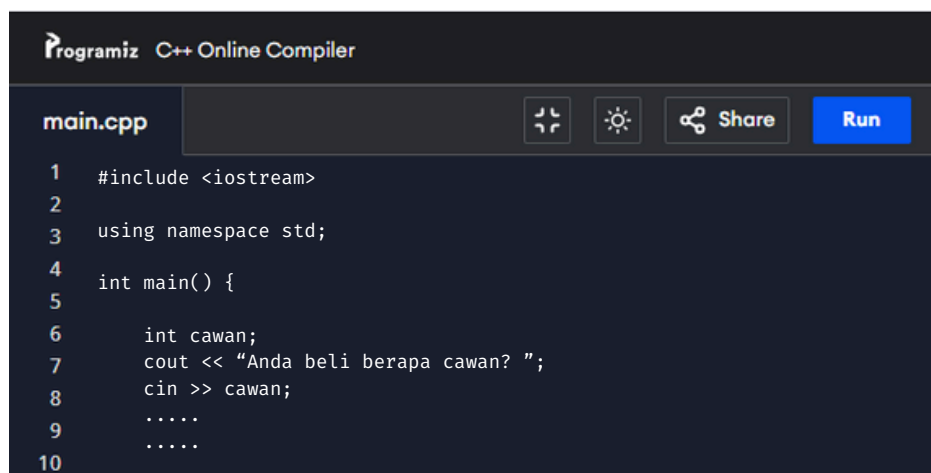 Programiz C++ Online Compiler
main.cpp Share Run
1 #include <iostream>
2
3 using namespace std;
4
5 int main() {
6 int cawan;
7 cout << “Anda beli berapa cawan? ”;
8 cin >> cawan;
9 .....
10 .....